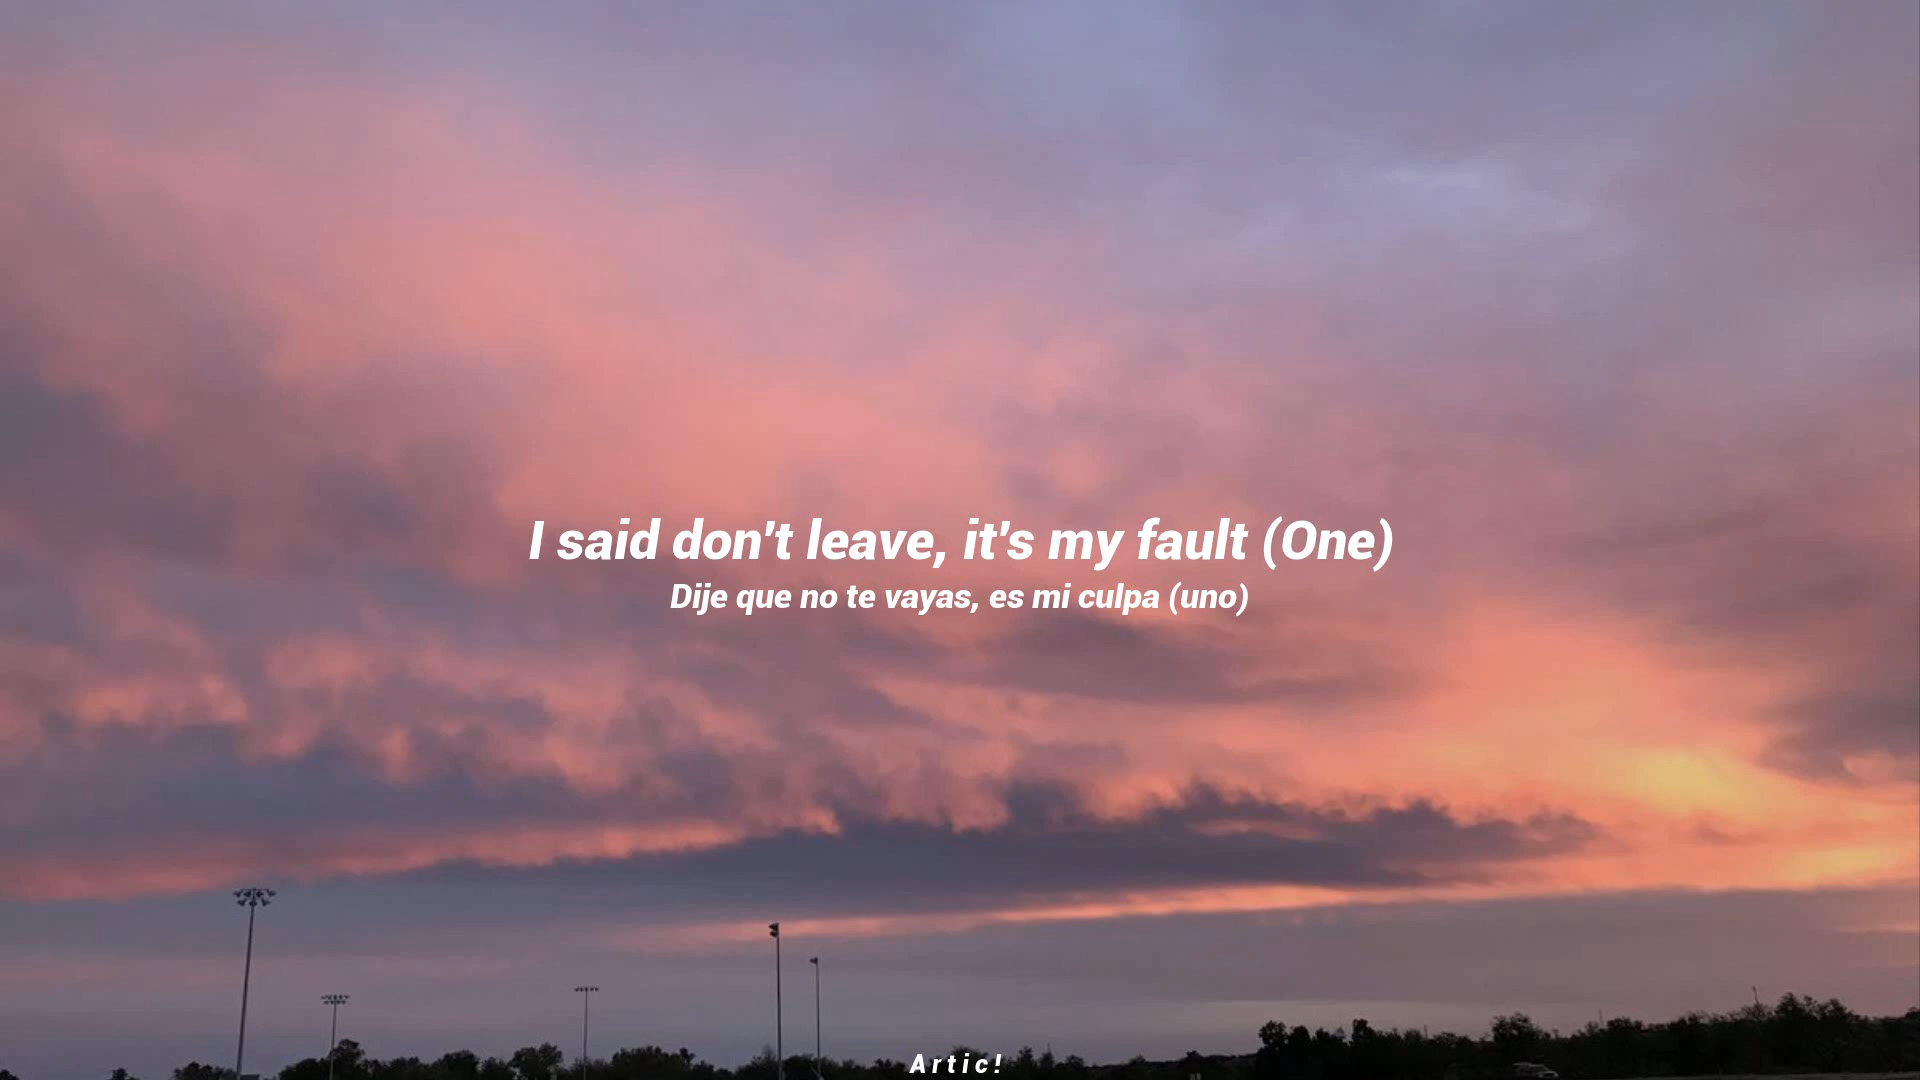 I said don't leave, it's my fault (One)
Dije que no te vayas, es mi culpa (uno)
Artic!